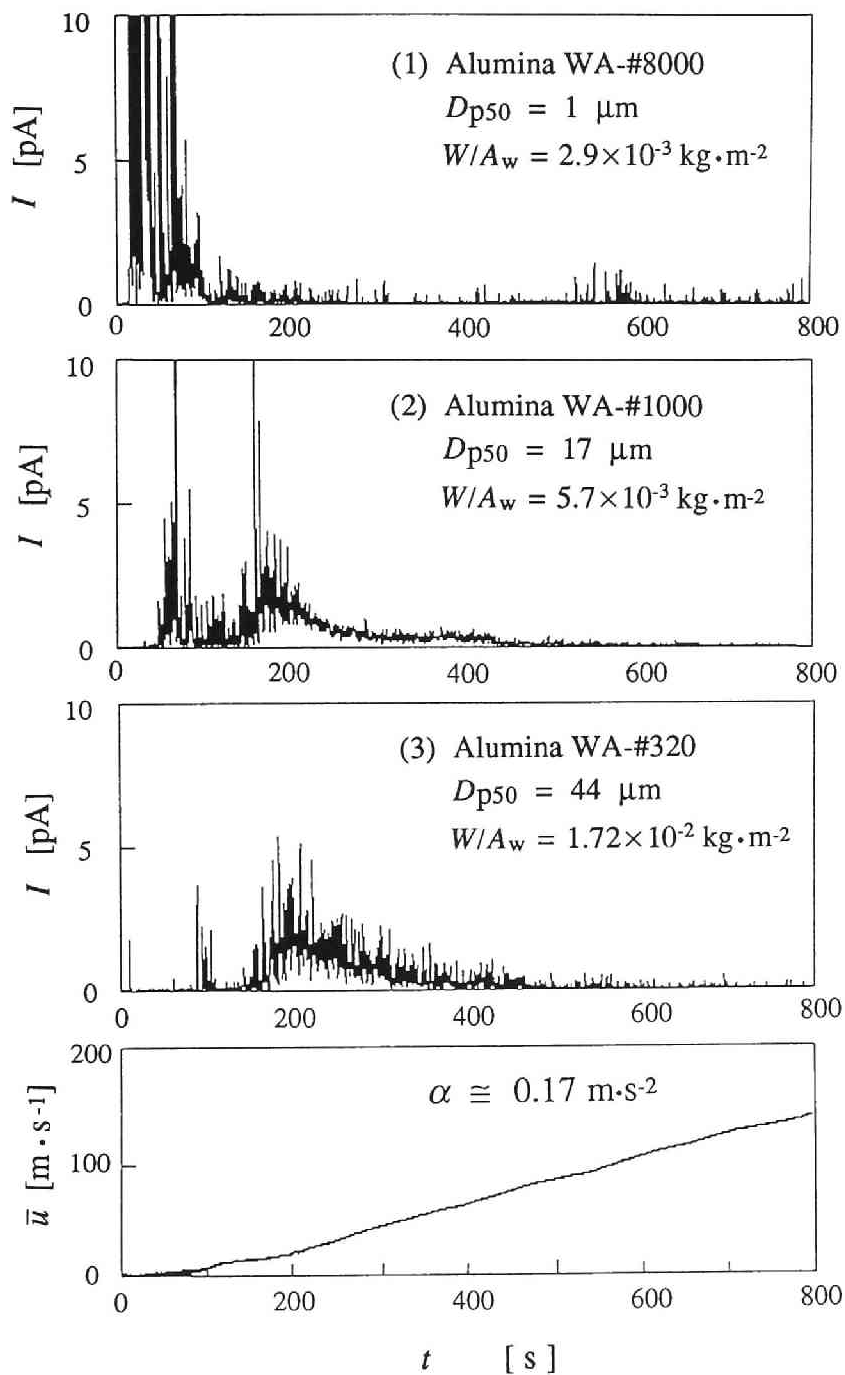 10
(1) Alumina WA-#8000
Dp50 = 1 μm
W/Aw = 2.9×10-3 kg·m-2
I [pA]
5
0
0 200 400 600 800
10
(2) Alumina WA-#1000
Dp50 = 17 μm
W/Aw = 5.7×10-3 kg·m-2
I [pA]
5
0
0 200 400 600 800
10
(3) Alumina WA-#320
Dp50 = 44 μm
W/Aw = 1.72×10-2 kg·m-2
I [pA]
5
0
0 200 400 600 800
200
α ≅ 0.17 m·s-2
ū [m·s-1]
100
0
0 200 400 600 800
t [s]